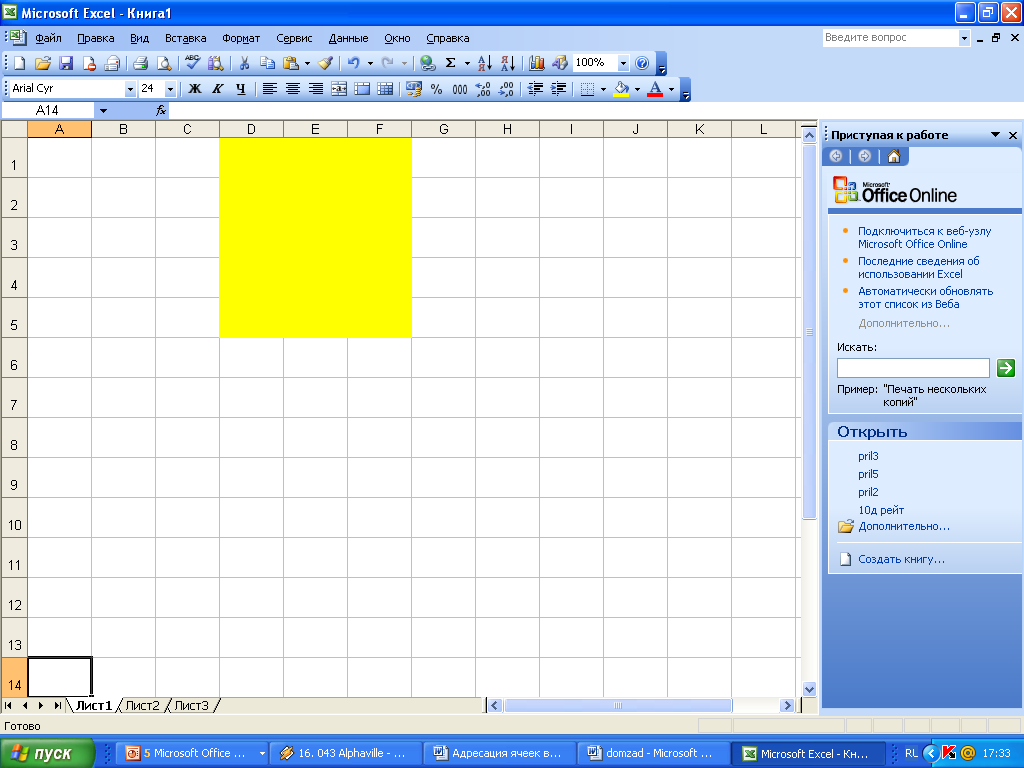 Microsoft Excel - Книга1
Файл Правка Вид Вставка Формат Сервис Данные Окно Справка
Введите вопрос
100%
Arial Cyr 24 Ж К Ч % 000
A14 fx
A B C D E F G H I J K L
1
2
3
4
5
6
7
8
9
10
11
12
13
14
Приступая к работе
Microsoft
Office Online
Подключиться к веб-узлу
Microsoft Office Online
Последние сведения об
использовании Excel
Автоматически обновлять
этот список из Веба
Дополнительно...
Искать:
Пример: "Печать нескольких
копий"
Открыть
pril3
pril5
pril2
10д рейт
Дополнительно...
Создать книгу...
Лист1 Лист2 Лист3
Готово
пуск 5 Microsoft Office ... 16. 043 Alphaville - ... Адресация ячеек в... domzad - Microsoft ... Microsoft Excel - Кн... RL 17:33